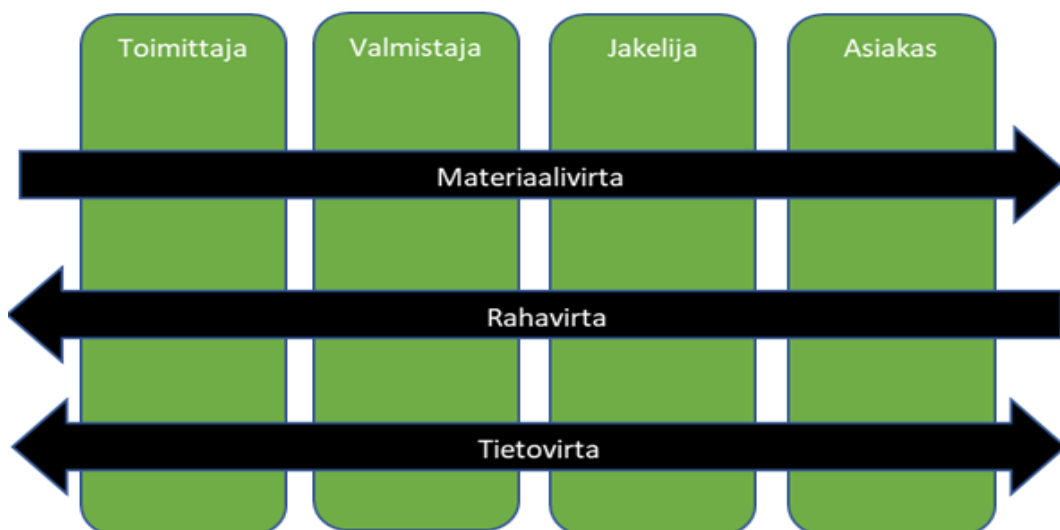 Toimittaja
Valmistaja
Jakelija
Asiakas
Materiaalivirta
Rahavirta
Tietovirta